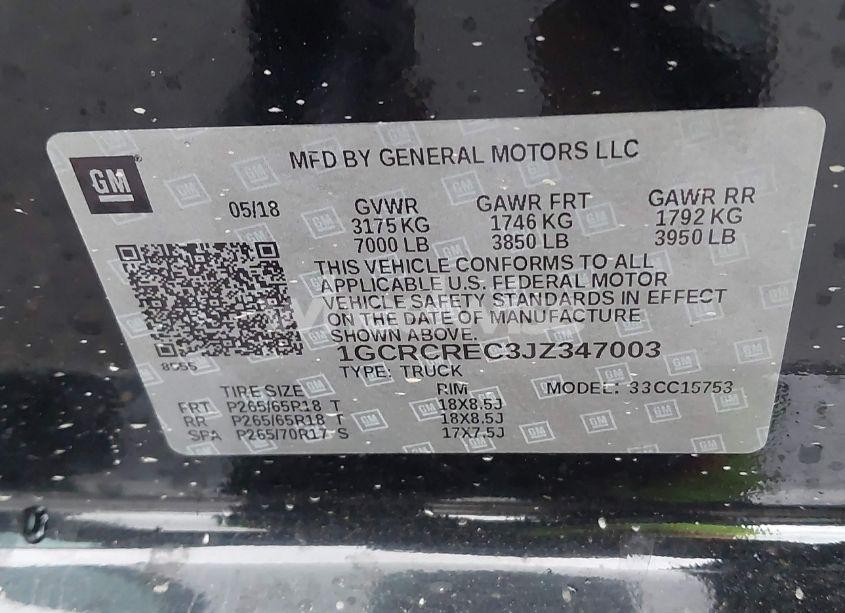 GM
MFD BY GENERAL MOTORS LLC
05/18
GVWR
3175 KG
7000 LB
GAWR FRT
1746 KG
3850 LB
GAWR RR
1792 KG
3950 LB
THIS VEHICLE CONFORMS TO ALL
APPLICABLE U.S. FEDERAL MOTOR
VEHICLE SAFETY STANDARDS IN EFFECT
ON THE DATE OF MANUFACTURE
SHOWN ABOVE.
1GCRCREC3JZ347003
TYPE: TRUCK
MODEL: 33CC15753
TIRE SIZE RIM
FRT P265/65R18 T 18X8.5J
RR P265/65R18 T 18X8.5J
SPA P265/70R17 S 17X7.5J